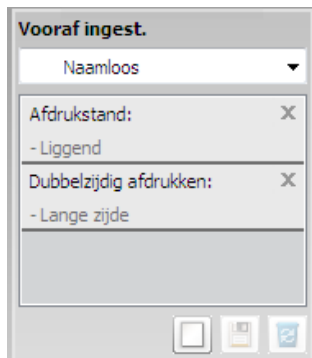 Vooraf ingest.
Naamloos
Afdrukstand:
- Liggend
Dubbelzijdig afdrukken:
- Lange zijde